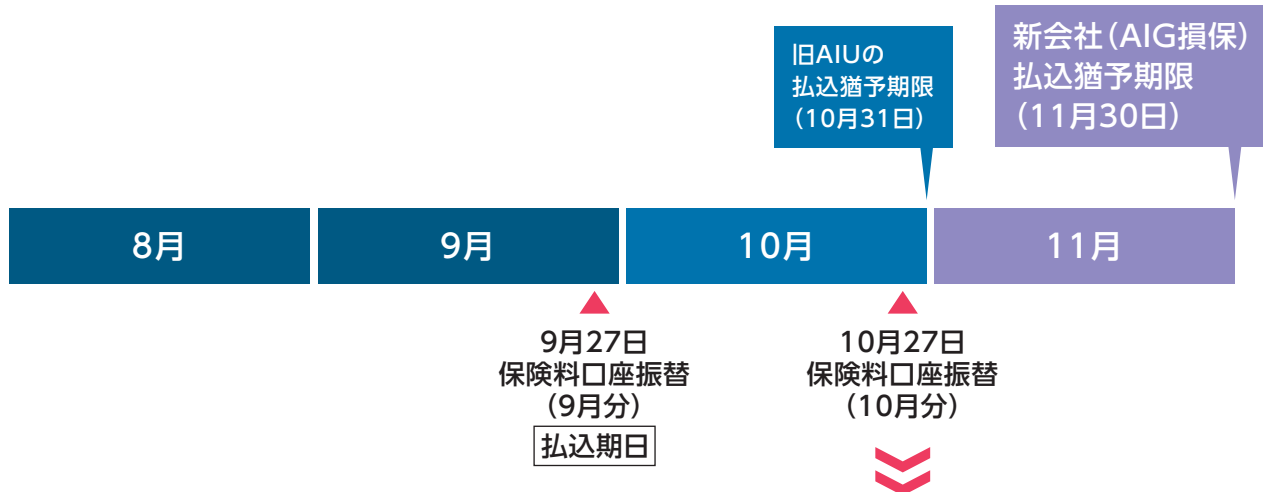 旧AIUの
払込猶予期限
(10月31日)
新会社(AIG損保)
払込猶予期限
(11月30日)
8月
9月
10月
11月
9月27日
保険料口座振替
(9月分)
払込期日
10月27日
保険料口座振替
(10月分)